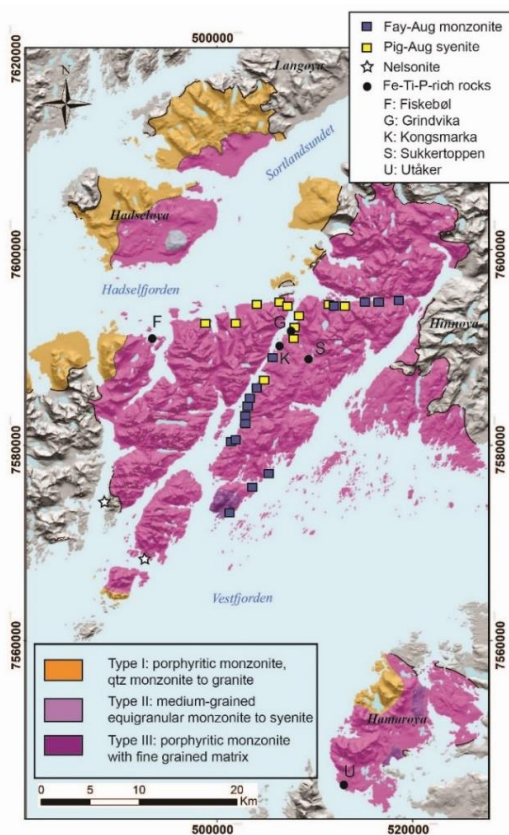 500000
7620000
N
Langøya
Fay-Aug monzonite
Pig-Aug syenite
Nelsonite
Fe-Ti-P-rich rocks
F: Fiskebøl
G: Grindvika
K: Kongsmarka
S: Sukkertoppen
U: Utåker
Sortlandsundet
Hadseløya
7600000
7600000
Hadselfjorden
Hinnøya
F
G
K
S
7580000
7580000
Vestfjorden
7560000
7560000
Type I: porphyritic monzonite,
qtz monzonite to granite
Type II: medium-grained
equigranular monzonite to syenite
Type III: porphyritic monzonite
with fine grained matrix
Hamarøya
U
0 5 10 20
Km
500000
520000